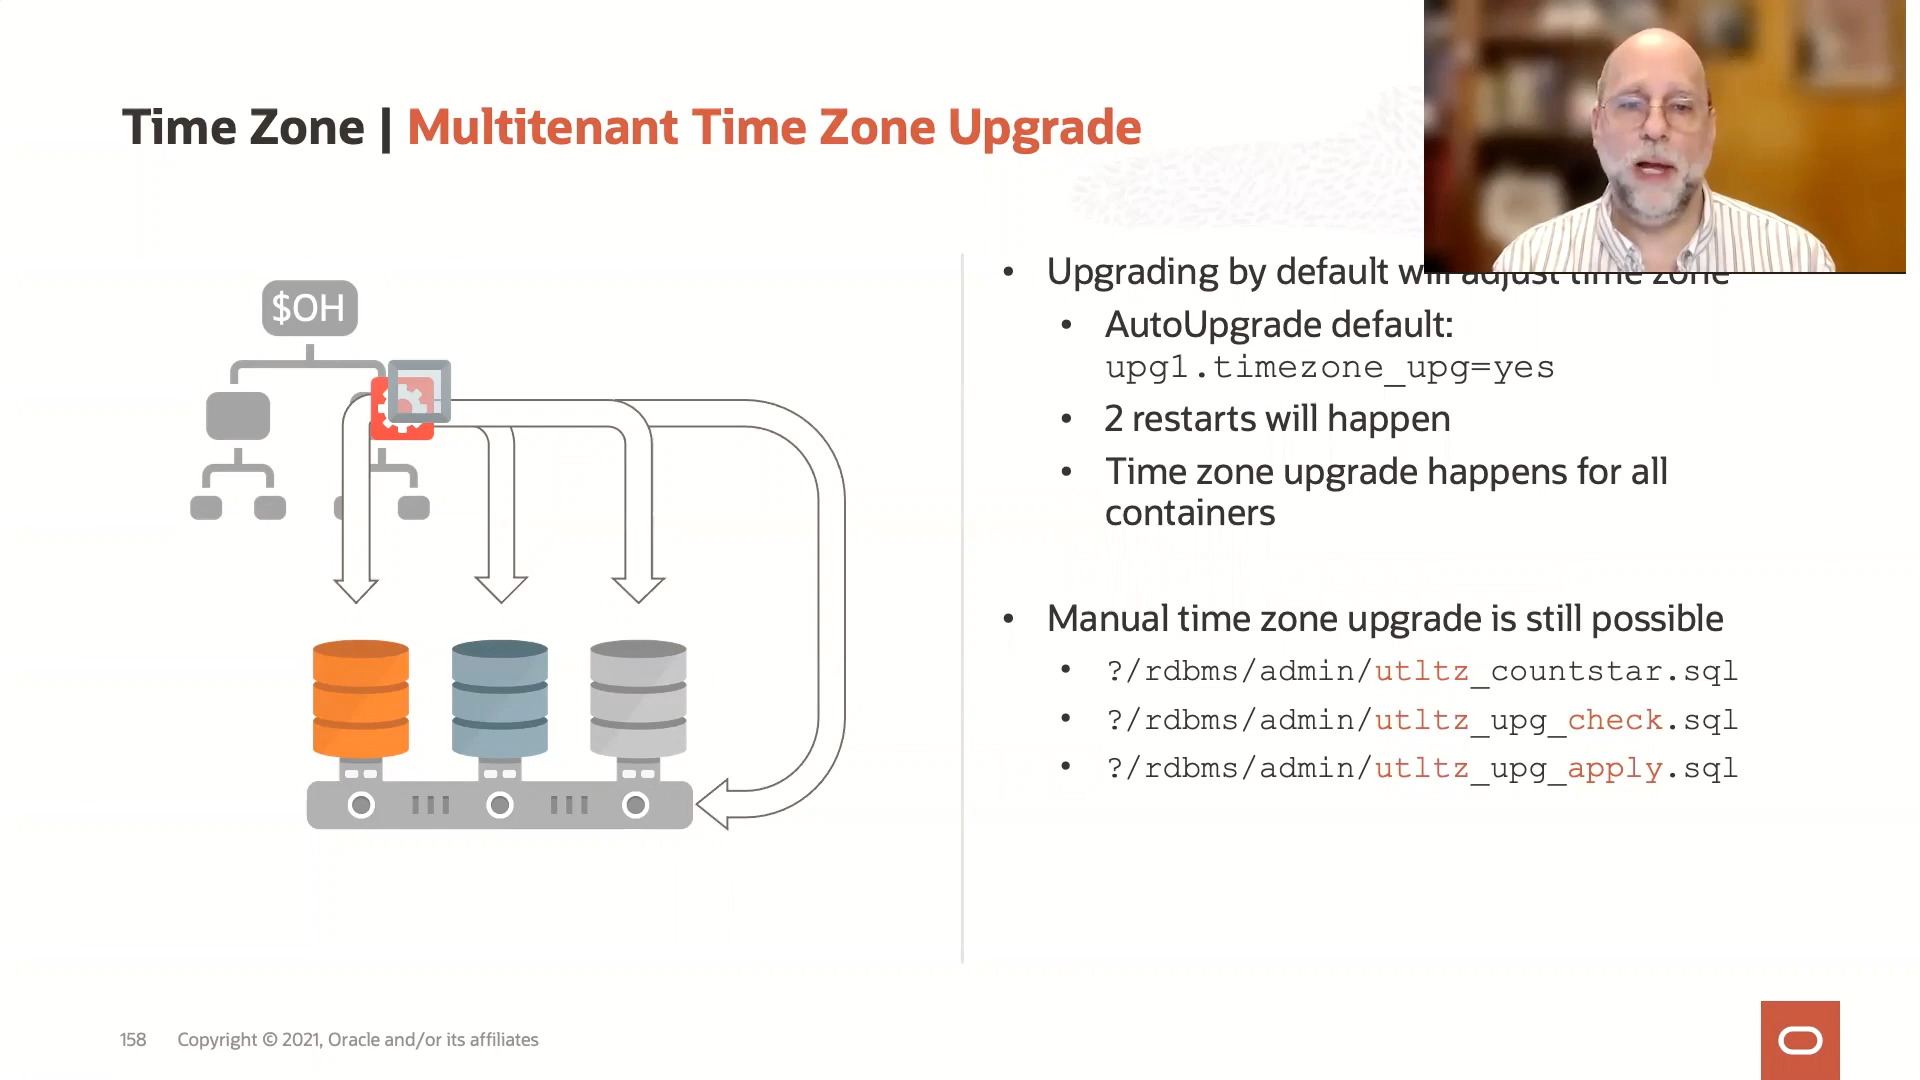 Time Zone | Multitenant Time Zone Upgrade
$OH
• Upgrading by default will adjust time zone
• AutoUpgrade default:
upg1.timezone_upg=yes
• 2 restarts will happen
• Time zone upgrade happens for all
containers
• Manual time zone upgrade is still possible
• ?/rdbms/admin/utltz_countstar.sql
• ?/rdbms/admin/utltz_upg_check.sql
• ?/rdbms/admin/utltz_upg_apply.sql
158 Copyright © 2021, Oracle and/or its affiliates